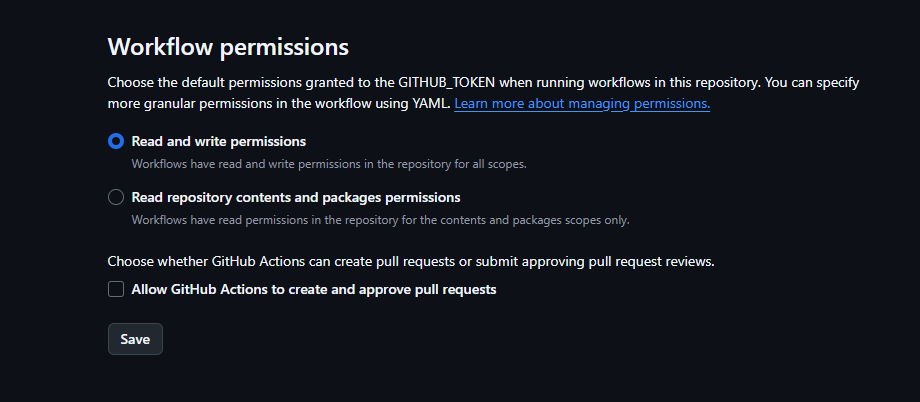 Workflow permissions
Choose the default permissions granted to the GITHUB_TOKEN when running workflows in this repository. You can specify
more granular permissions in the workflow using YAML. Learn more about managing permissions.
Read and write permissions
Workflows have read and write permissions in the repository for all scopes.
Read repository contents and packages permissions
Workflows have read permissions in the repository for the contents and packages scopes only.
Choose whether GitHub Actions can create pull requests or submit approving pull request reviews.
Allow GitHub Actions to create and approve pull requests
Save